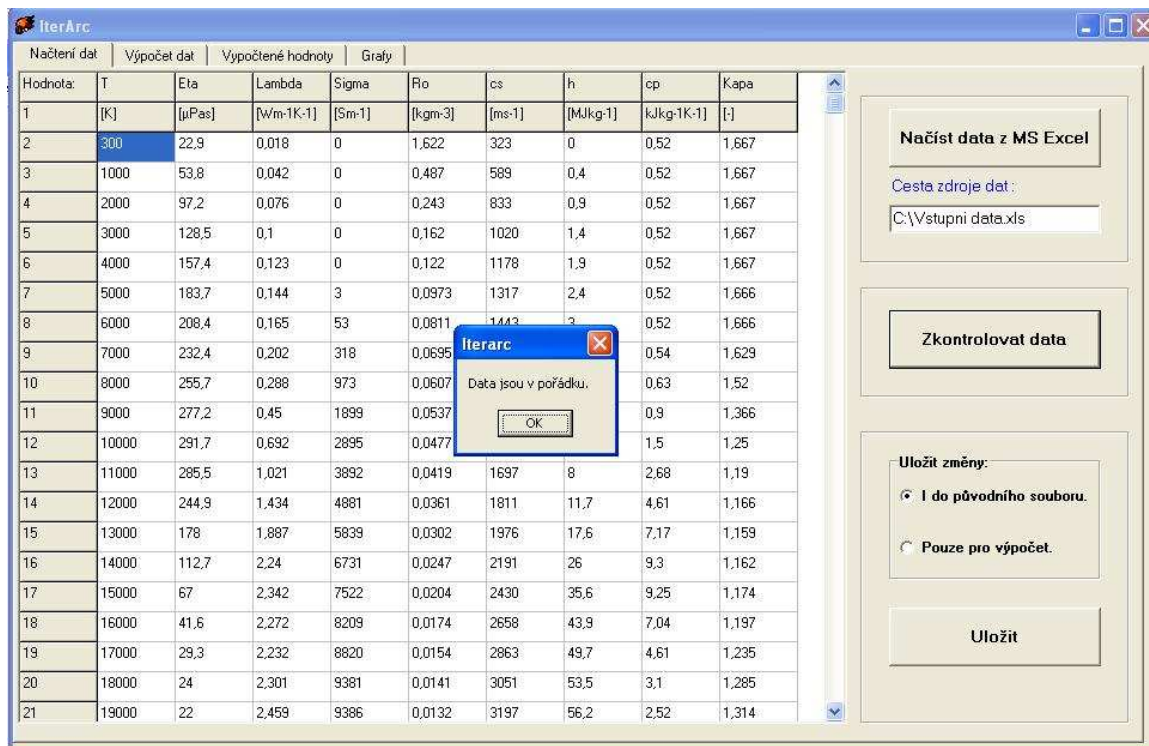 IterArc
Načtení dat Výpočet dat Vypočtené hodnoty Grafy
Hodnota: T Eta Lambda Sigma Ro cs h cp Kapa
1 [K] [µPas] [Wm-1K-1] [Sm-1] [kgm-3] [ms-1] [MJkg-1] kJkg-1K-1] [-]
2 300 22,9 0,018 0 1,622 323 0 0,52 1,667
3 1000 53,8 0,042 0 0,487 589 0,4 0,52 1,667
4 2000 97,2 0,076 0 0,243 833 0,9 0,52 1,667
5 3000 128,5 0,1 0 0,162 1020 1,4 0,52 1,667
6 4000 157,4 0,123 0 0,122 1178 1,9 0,52 1,667
7 5000 183,7 0,144 3 0,0973 1317 2,4 0,52 1,666
8 6000 208,4 0,165 53 0,0811 1443 3 0,52 1,666
9 7000 232,4 0,202 318 0,0695 0,54 1,629
10 8000 255,7 0,288 973 0,0607 0,63 1,52
11 9000 277,2 0,45 1899 0,0537 0,9 1,366
12 10000 291,7 0,692 2895 0,0477 1,5 1,25
13 11000 285,5 1,021 3892 0,0419 1697 8 2,68 1,19
14 12000 244,9 1,434 4881 0,0361 1811 11,7 4,61 1,166
15 13000 178 1,887 5839 0,0302 1976 17,6 7,17 1,159
16 14000 112,7 2,24 6731 0,0247 2191 26 9,3 1,162
17 15000 67 2,342 7522 0,0204 2430 35,6 9,25 1,174
18 16000 41,6 2,272 8209 0,0174 2658 43,9 7,04 1,197
19 17000 29,3 2,232 8820 0,0154 2863 49,7 4,61 1,235
20 18000 24 2,301 9381 0,0141 3051 53,5 3,1 1,285
21 19000 22 2,459 9386 0,0132 3197 56,2 2,52 1,314
Iterarc
Data jsou v pořádku.
OK
Načíst data z MS Excel
Cesta zdroje dat :
C:\Vstupni data.xls
Zkontrolovat data
Uložit změny:
I do původního souboru.
Pouze pro výpočet.
Uložit